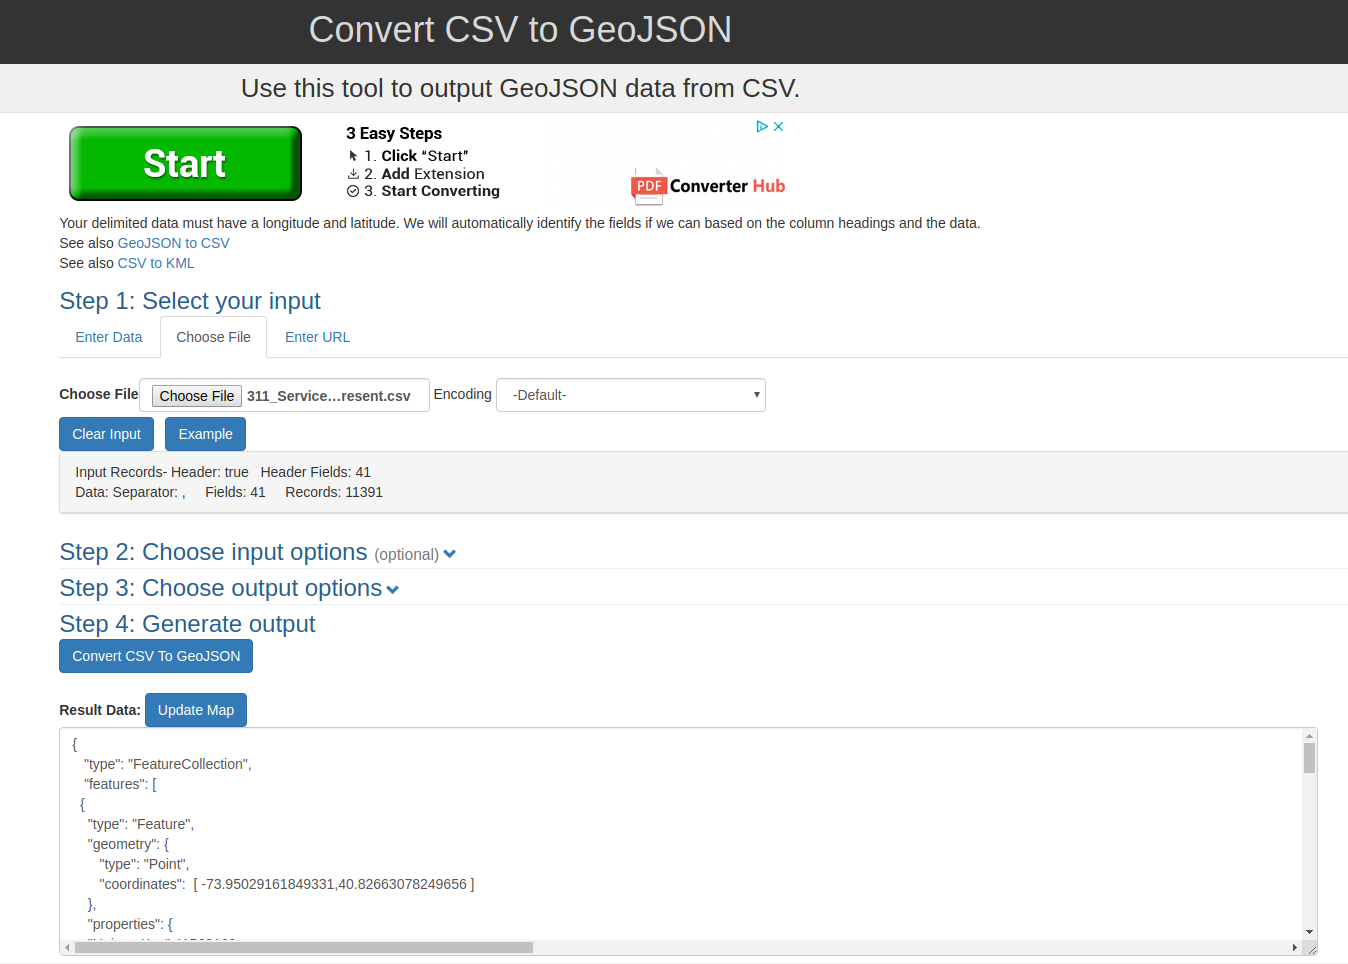 Convert CSV to GeoJSON
Use this tool to output GeoJSON data from CSV.
Start
3 Easy Steps
1. Click “Start”
2. Add Extension
3. Start Converting
PDF Converter Hub
Your delimited data must have a longitude and latitude. We will automatically identify the fields if we can based on the column headings and the data.
See also GeoJSON to CSV
See also CSV to KML
Step 1: Select your input
Enter Data Choose File Enter URL
Choose File Choose File 311_Service...resent.csv Encoding -Default-
Clear Input Example
Input Records- Header: true Header Fields: 41
Data: Separator: , Fields: 41 Records: 11391
Step 2: Choose input options (optional)
Step 3: Choose output options
Step 4: Generate output
Convert CSV To GeoJSON
Result Data: Update Map
{
"type": "FeatureCollection",
"features": [
{
"type": "Feature",
"geometry": {
"type": "Point",
"coordinates": [ -73.95029161849331,40.82663078249656 ]
},
"properties": {